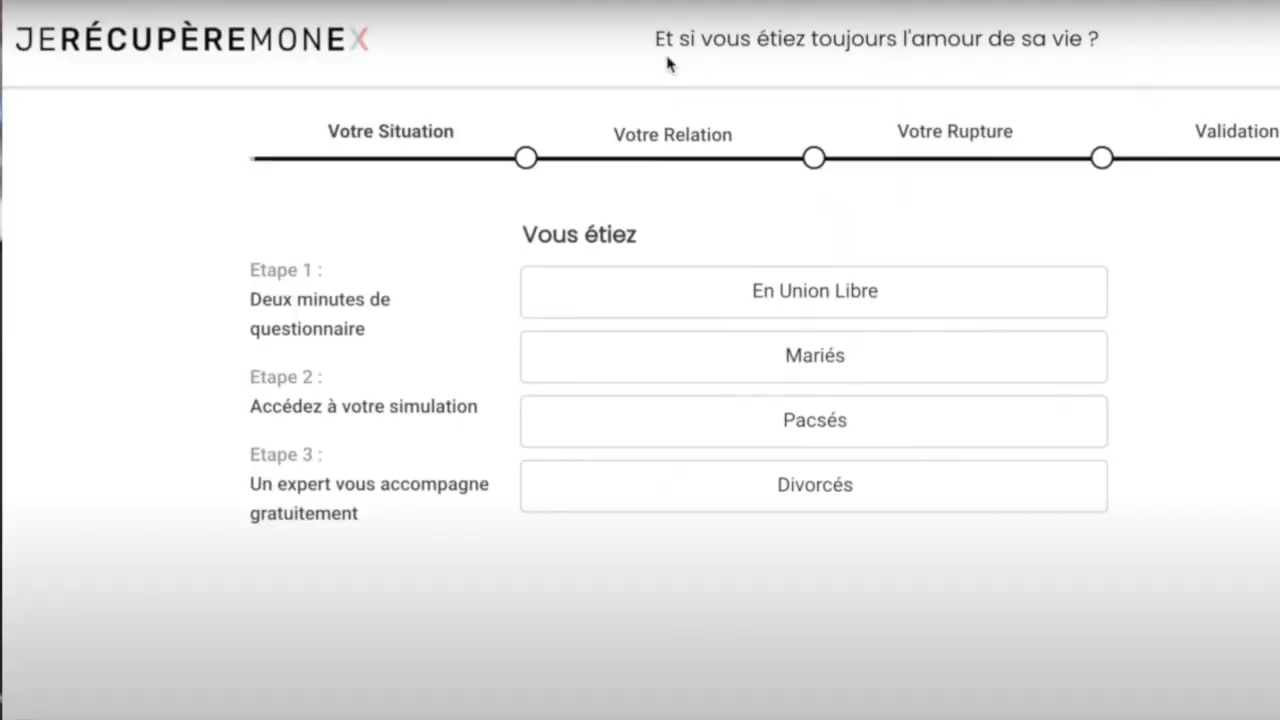 JERÉCUPÈREMONEX
Et si vous étiez toujours l'amour de sa vie ?
Votre Situation
Votre Relation
Votre Rupture
Validation
Vous étiez
Etape 1 :
Deux minutes de
questionnaire
Etape 2 :
Accédez à votre simulation
Etape 3 :
Un expert vous accompagne
gratuitement
En Union Libre
Mariés
Pacsés
Divorcés